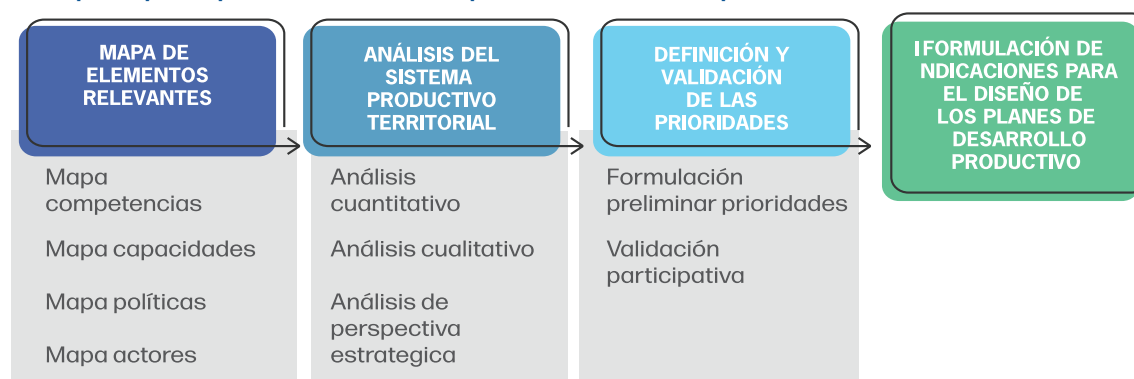 MAPA DE
ELEMENTOS
RELEVANTES
Mapa
competencias
Mapa capacidades
Mapa políticas
Mapa actores
ANÁLISIS DEL
SISTEMA
PRODUCTIVO
TERRITORIAL
Análisis
cuantitativo
Análisis cualitativo
Análisis de
perspectiva
estrategica
DEFINICIÓN Y
VALIDACIÓN
DE LAS
PRIORIDADES
Formulación
preliminar prioridades
Validación
participativa
IFORMULACIÓN DE
NDICACIONES PARA
EL DISEÑO DE
LOS PLANES DE
DESARROLLO
PRODUCTIVO